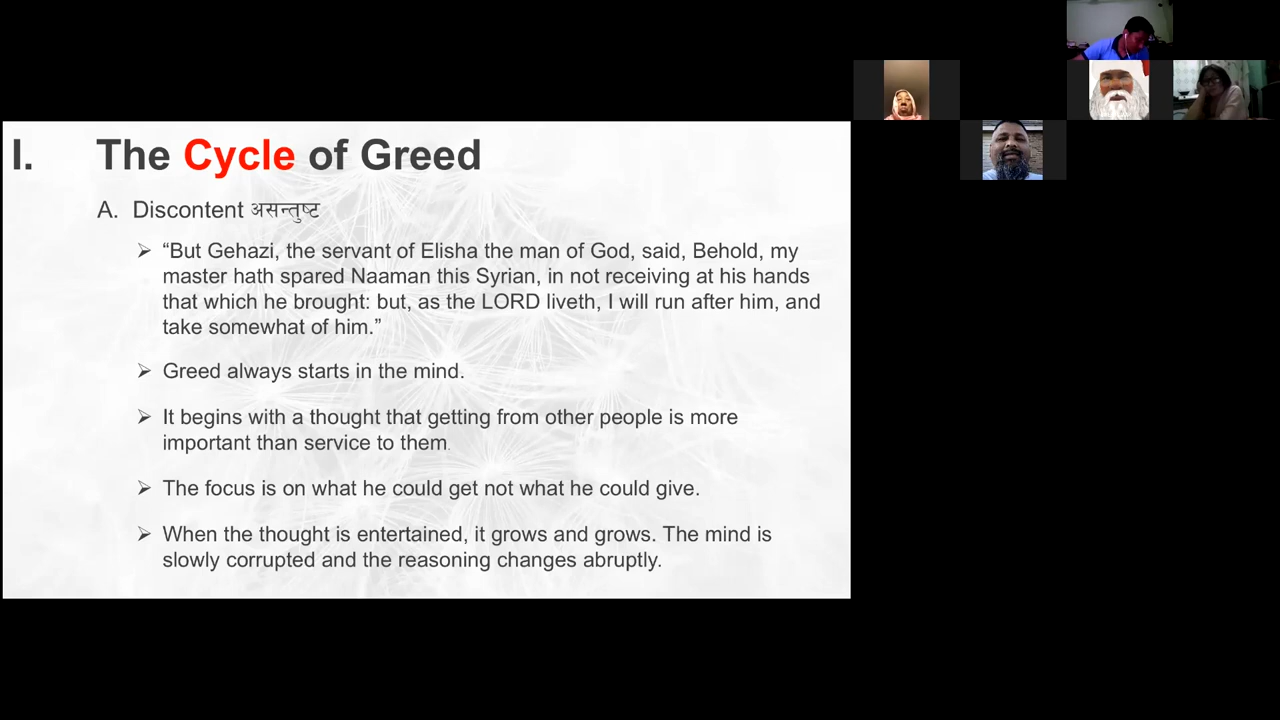 I. The Cycle of Greed
A. Discontent असन्तुष्ट
➢ “But Gehazi, the servant of Elisha the man of God, said, Behold, my
master hath spared Naaman this Syrian, in not receiving at his hands
that which he brought: but, as the LORD liveth, I will run after him, and
take somewhat of him.”
➢ Greed always starts in the mind.
➢ It begins with a thought that getting from other people is more
important than service to them.
➢ The focus is on what he could get not what he could give.
➢ When the thought is entertained, it grows and grows. The mind is
slowly corrupted and the reasoning changes abruptly.